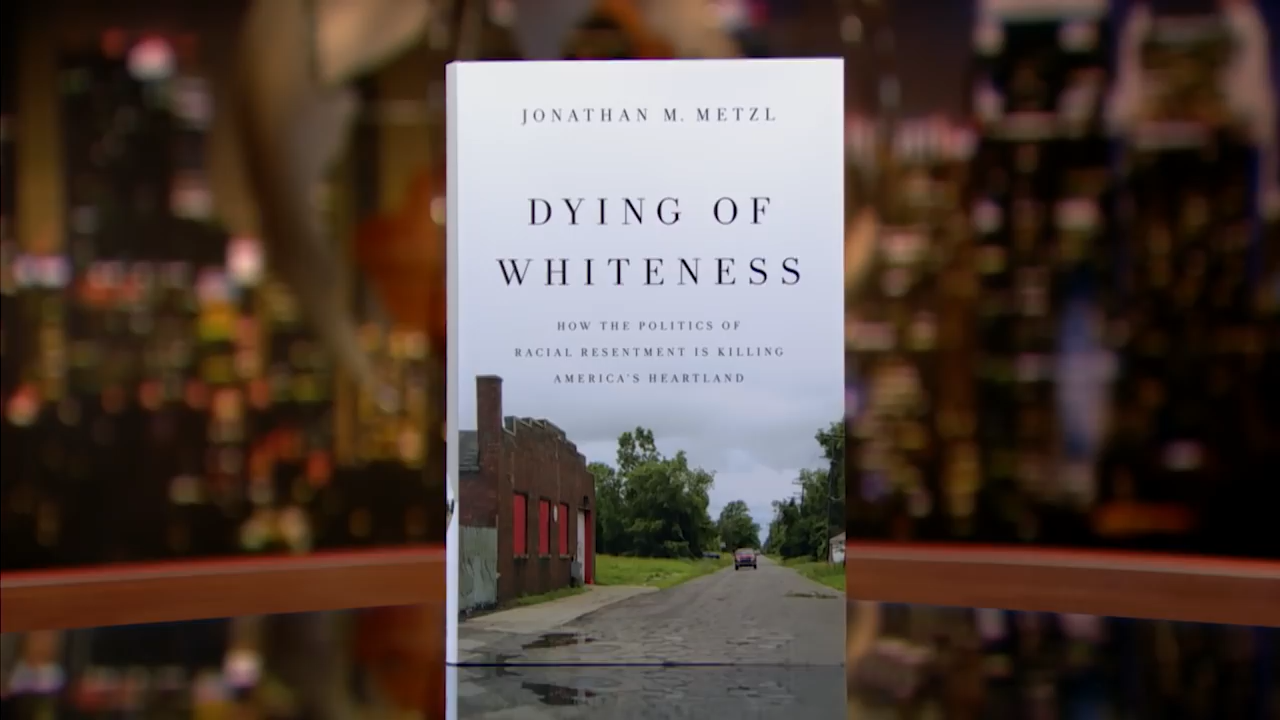 JONATHAN M. METZL
DYING OF
WHITENESS
HOW THE POLITICS OF
RACIAL RESENTMENT IS KILLING
AMERICA'S HEARTLAND